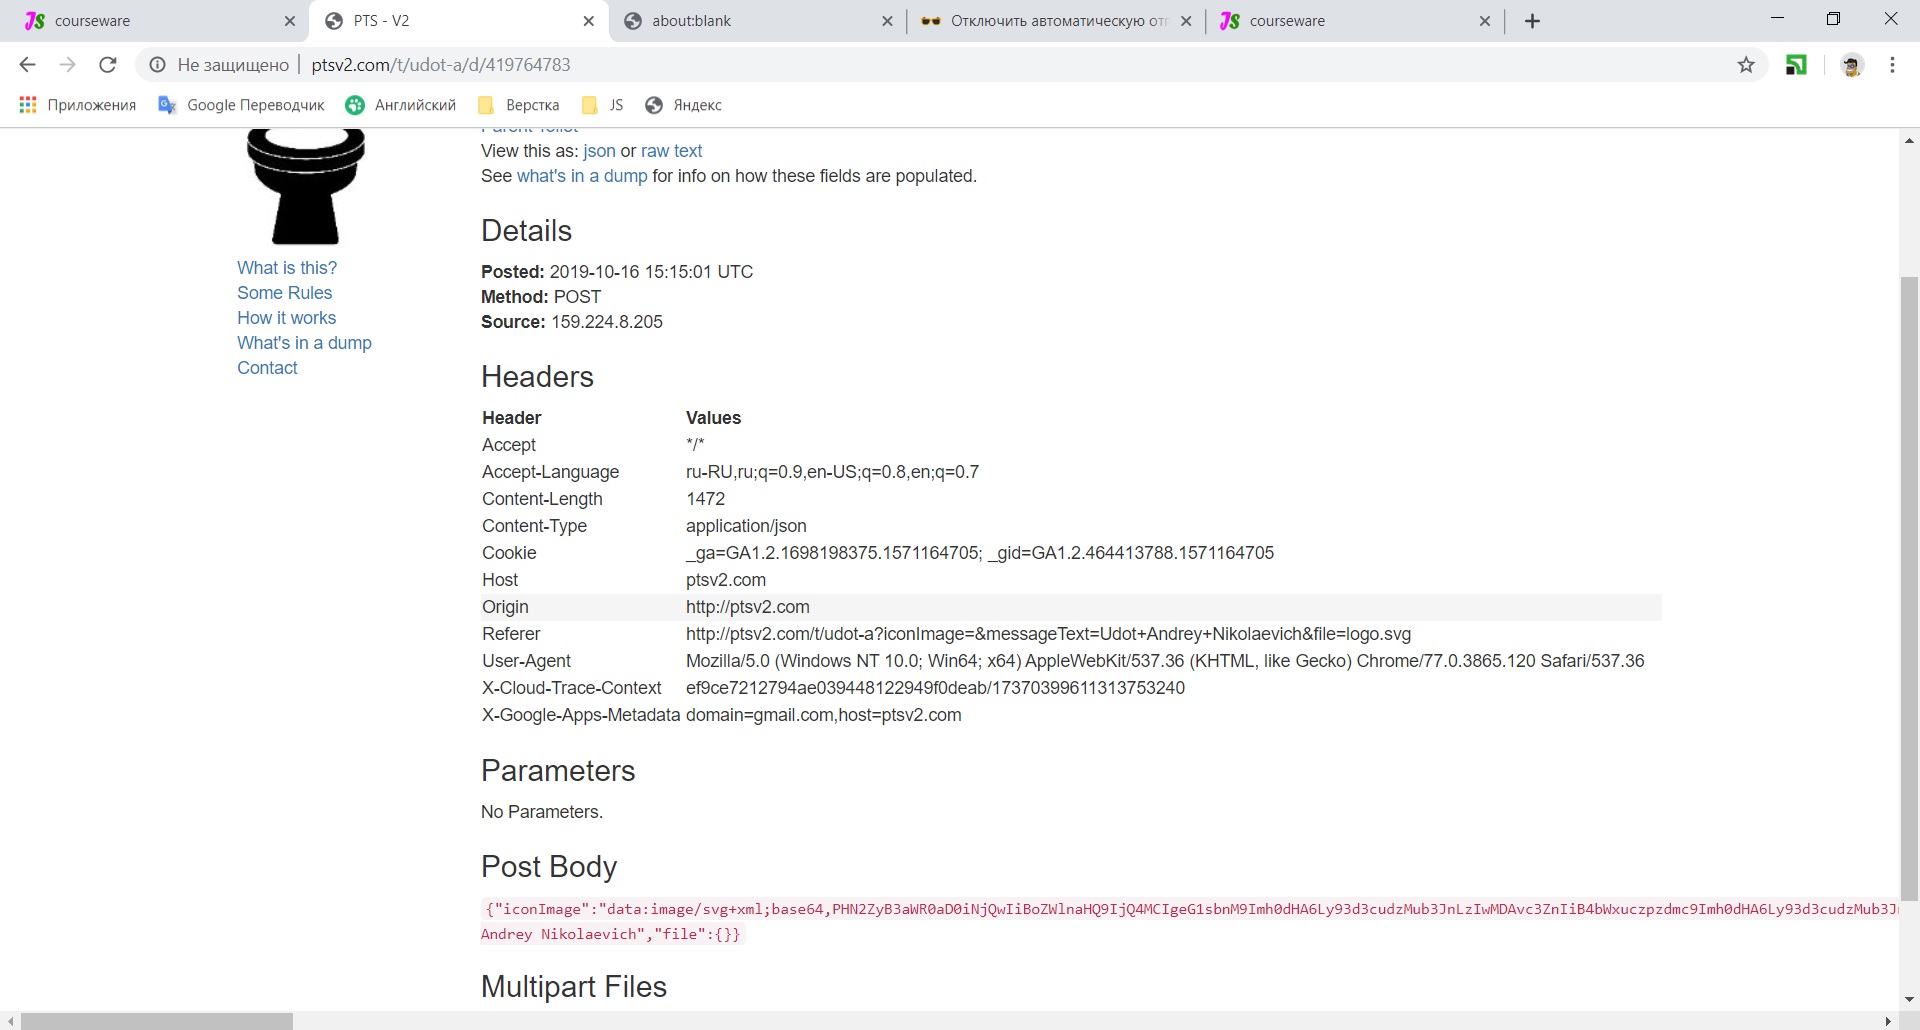 courseware
PTS - V2
about:blank
Отключить автоматическую отп
courseware
Не защищено
ptsv2.com/t/udot-a/d/419764783
Приложения
Google Переводчик
Английский
Верстка
JS
Яндекс
Parent Toilet
View this as: json or raw text
See what's in a dump for info on how these fields are populated.
What is this?
Some Rules
How it works
What's in a dump
Contact
Details
Posted: 2019-10-16 15:15:01 UTC
Method: POST
Source: 159.224.8.205
Headers
Header Values
Accept */*
Accept-Language ru-RU,ru;q=0.9,en-US;q=0.8,en;q=0.7
Content-Length 1472
Content-Type application/json
Cookie _ga=GA1.2.1698198375.1571164705; _gid=GA1.2.464413788.1571164705
Host ptsv2.com
Origin http://ptsv2.com
Referer http://ptsv2.com/t/udot-a?iconImage=&messageText=Udot+Andrey+Nikolaevich&file=logo.svg
User-Agent Mozilla/5.0 (Windows NT 10.0; Win64; x64) AppleWebKit/537.36 (KHTML, like Gecko) Chrome/77.0.3865.120 Safari/537.36
X-Cloud-Trace-Context ef9ce7212794ae039448122949f0deab/17370399611313753240
X-Google-Apps-Metadata domain=gmail.com,host=ptsv2.com
Parameters
No Parameters.
Post Body
{"iconImage":"data:image/svg+xml;base64,PHN2ZyB3aWR0aD0iNjQwIiBoZWlnaHQ9IjQ4MCIgeG1sbnM9Imh0dHA6Ly93d3cudzMub3JnLzIwMDAvc3ZnIiB4bWxuczpzdmc9Imh0dHA6Ly93d3cudzMub3J
Andrey Nikolaevich","file":{}}
Multipart Files